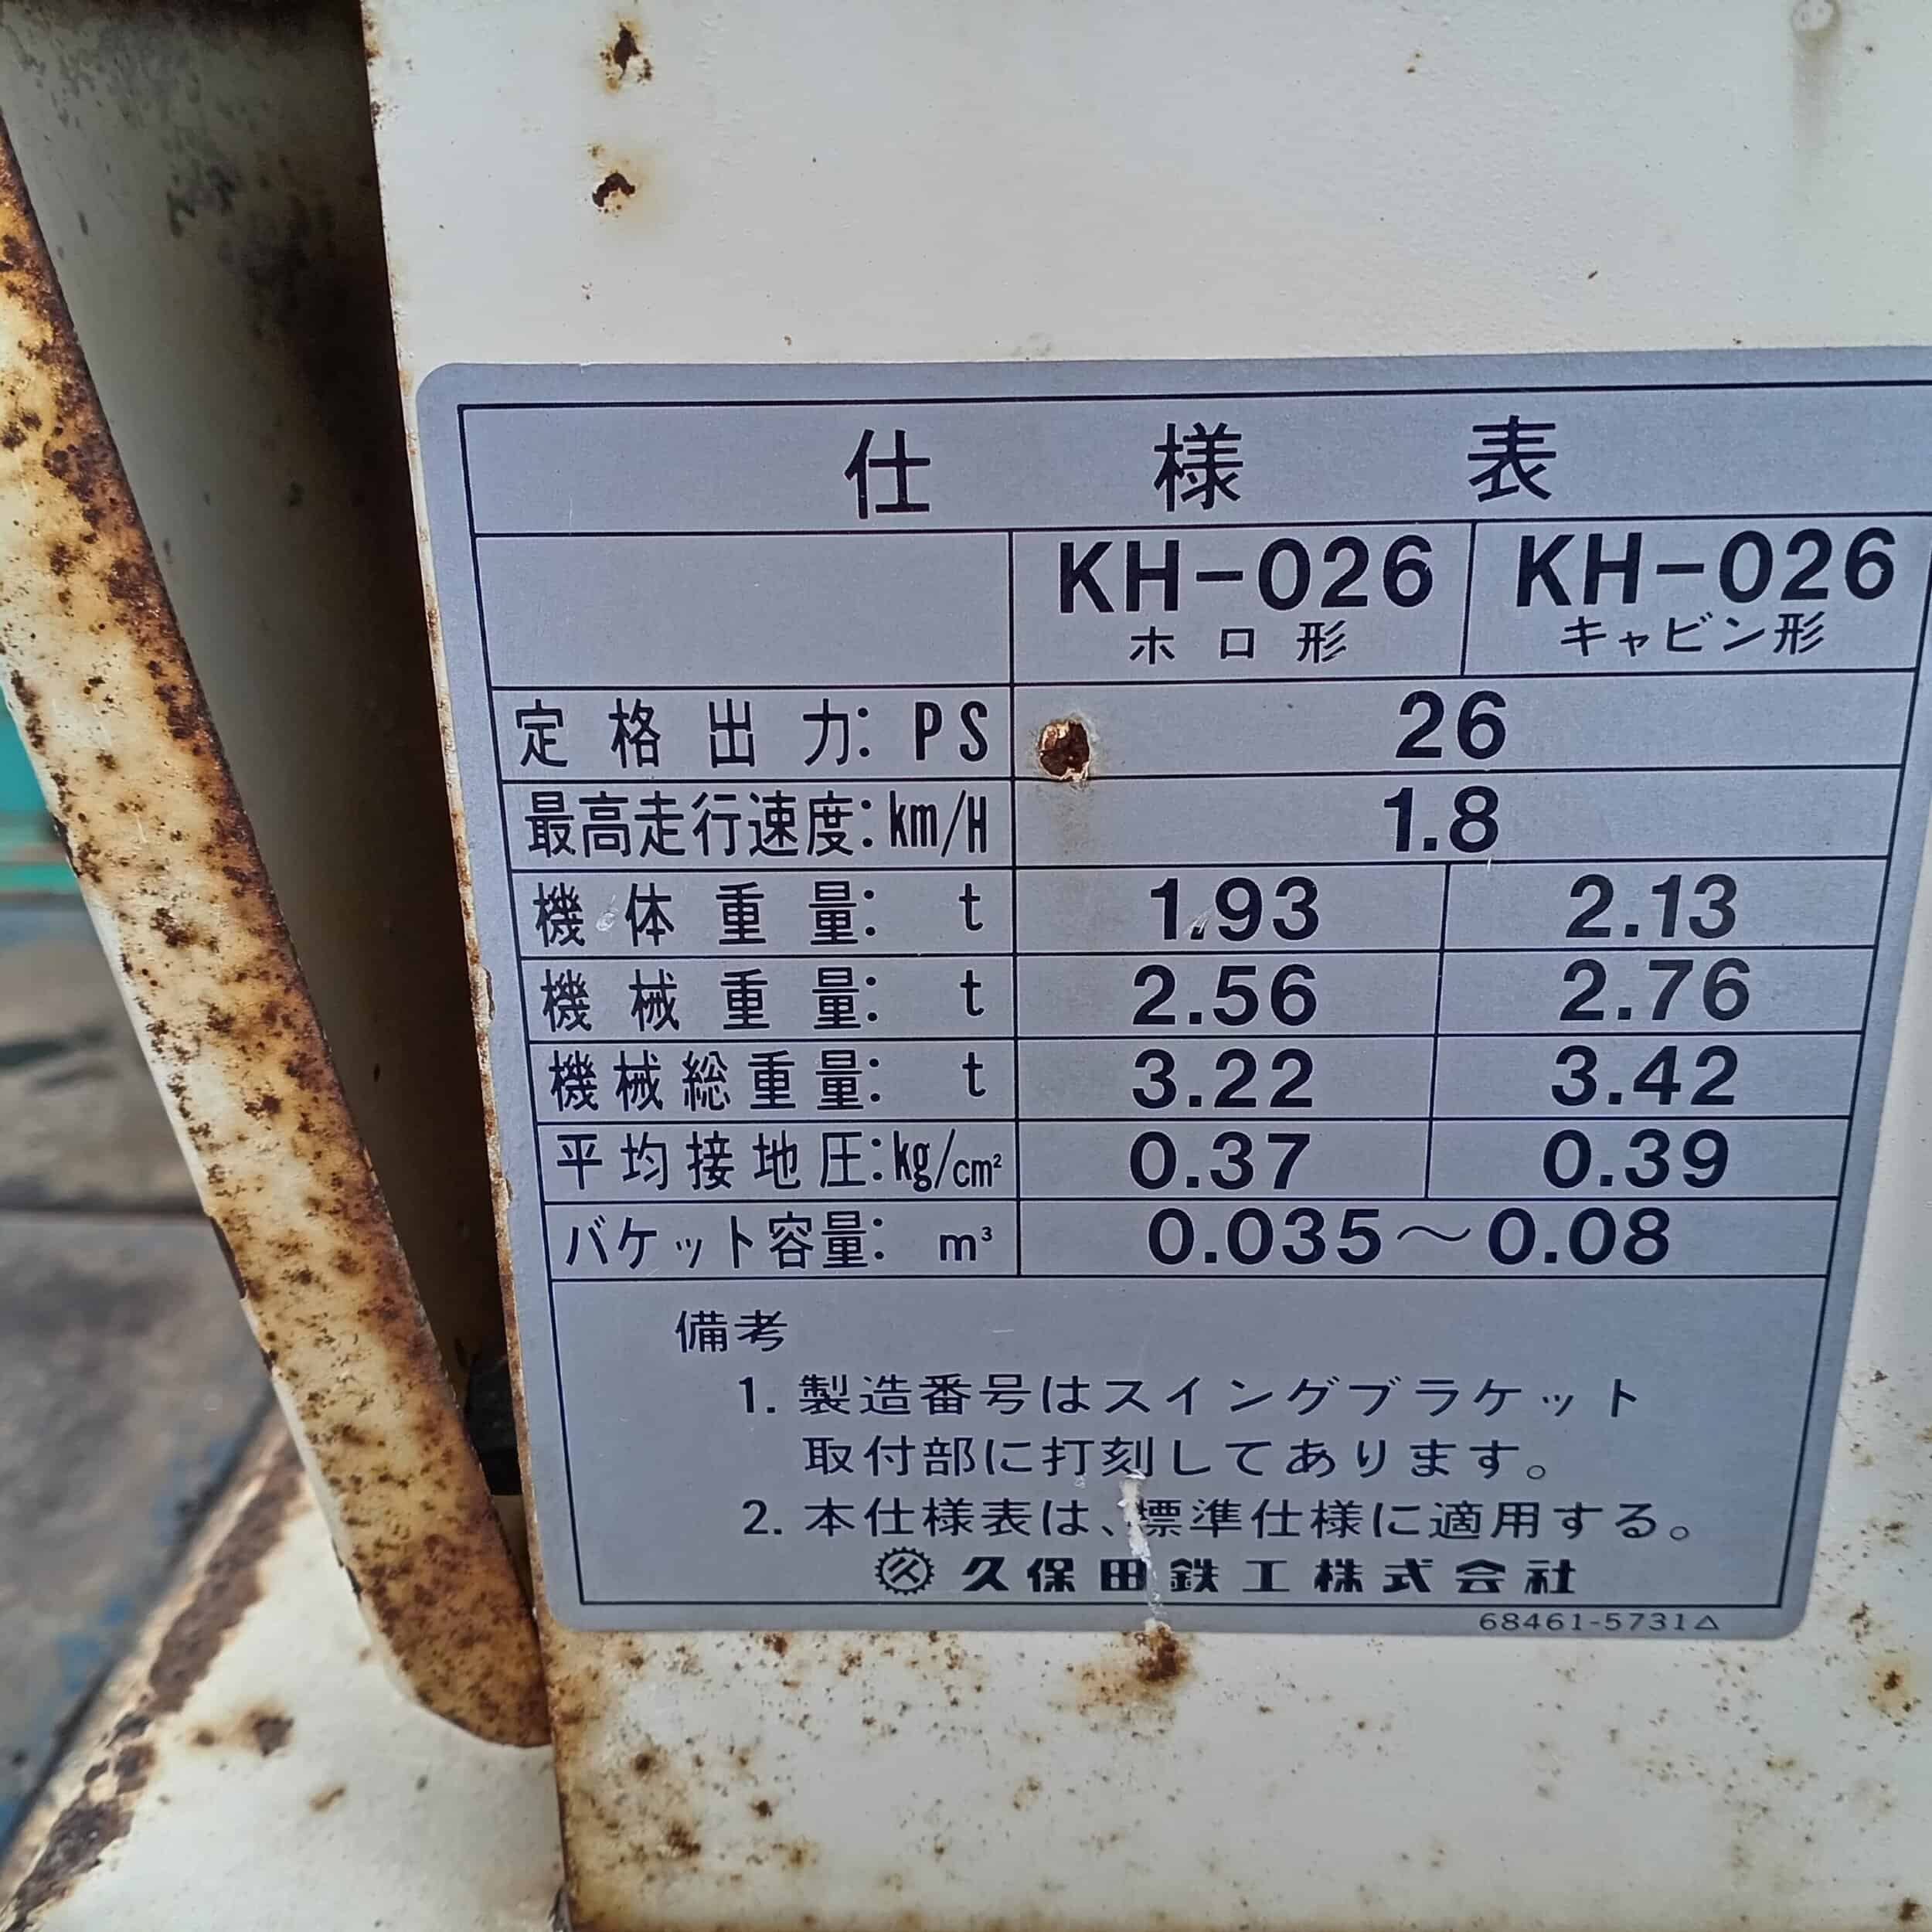 仕様表
KH-026 KH-026
ホロ形 キャビン形
定格出力: PS 26
最高走行速度: km/H 1.8
機体重量: t 1.93 2.13
機械重量: t 2.56 2.76
機械総重量: t 3.22 3.42
平均接地圧: kg/cm² 0.37 0.39
バケット容量: m³ 0.035〜0.08
備考
1. 製造番号はスイングブラケット
取付部に打刻してあります。
2. 本仕様表は、標準仕様に適用する。
久保田鉄工株式会社
68461-5731△